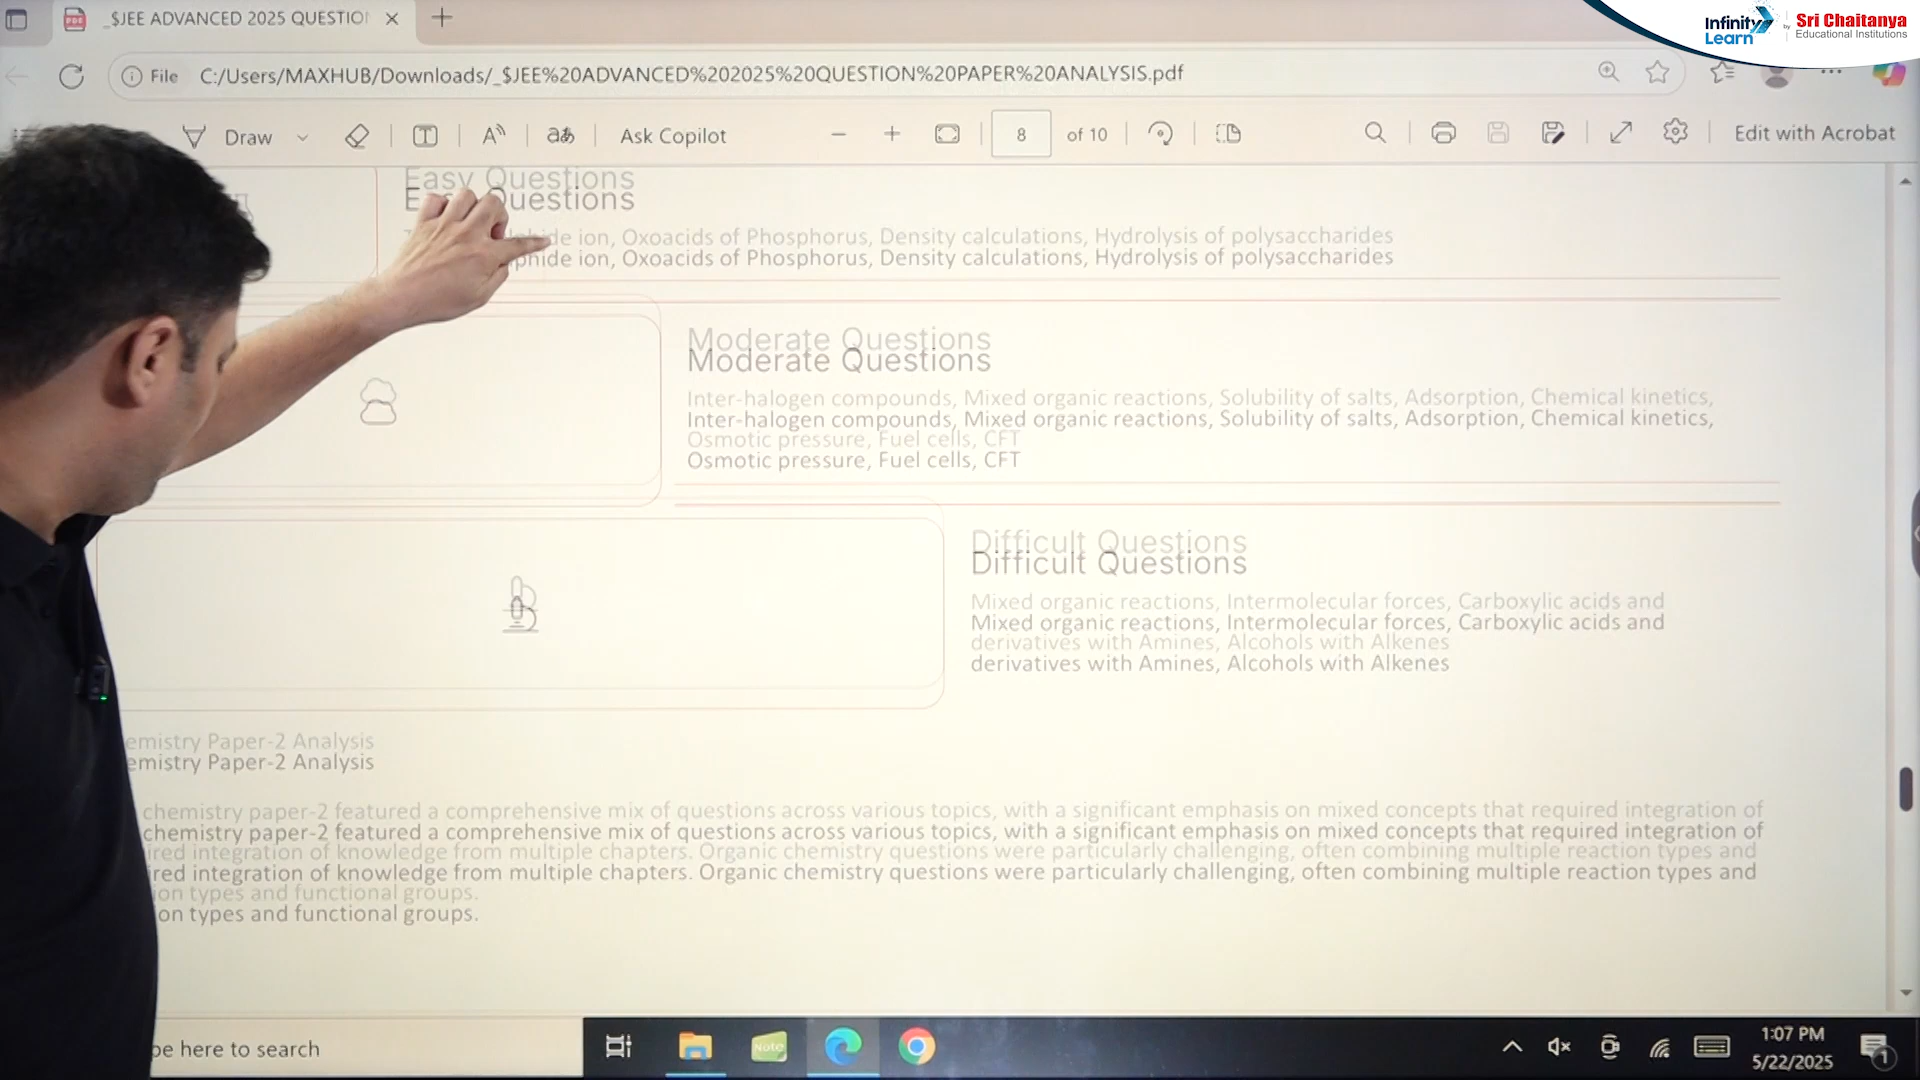 _$JEE ADVANCED 2025 QUESTION
Infinity Learn by Sri Chaitanya Educational Institutions
File C:/Users/MAXHUB/Downloads/_$JEE%20ADVANCED%202025%20QUESTION%20PAPER%20ANALYSIS.pdf
Draw Ask Copilot 8 of 10 Edit with Acrobat
Easy Questions
ion, Oxoacids of Phosphorus, Density calculations, Hydrolysis of polysaccharides
Moderate Questions
Inter-halogen compounds, Mixed organic reactions, Solubility of salts, Adsorption, Chemical kinetics,
Osmotic pressure, Fuel cells, CFT
Difficult Questions
Mixed organic reactions, Intermolecular forces, Carboxylic acids and
derivatives with Amines, Alcohols with Alkenes
emistry Paper-2 Analysis
chemistry paper-2 featured a comprehensive mix of questions across various topics, with a significant emphasis on mixed concepts that required integration of
red integration of knowledge from multiple chapters. Organic chemistry questions were particularly challenging, often combining multiple reaction types and
on types and functional groups.
pe here to search
Note
1:07 PM
5/22/2025
1